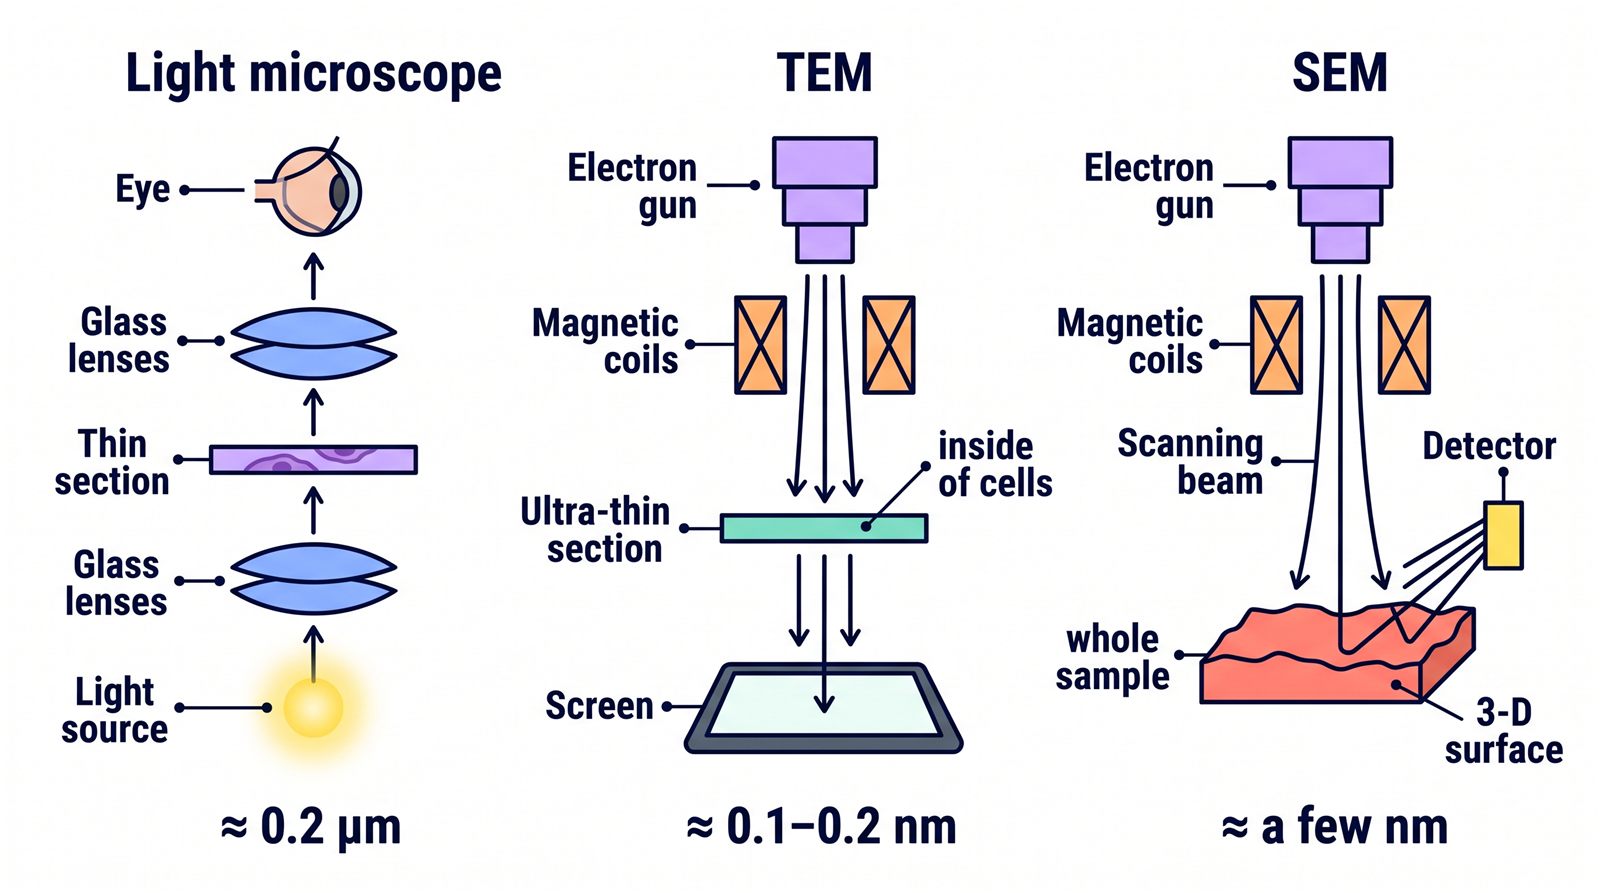 Light microscope
Eye
Glass
lenses
Thin
section
Glass
lenses
Light
source
≈ 0.2 µm
TEM
Electron
gun
Magnetic
coils
inside
of cells
Ultra-thin
section
Screen
≈ 0.1–0.2 nm
SEM
Electron
gun
Magnetic
coils
Scanning
beam
Detector
whole
sample
3-D
surface
≈ a few nm